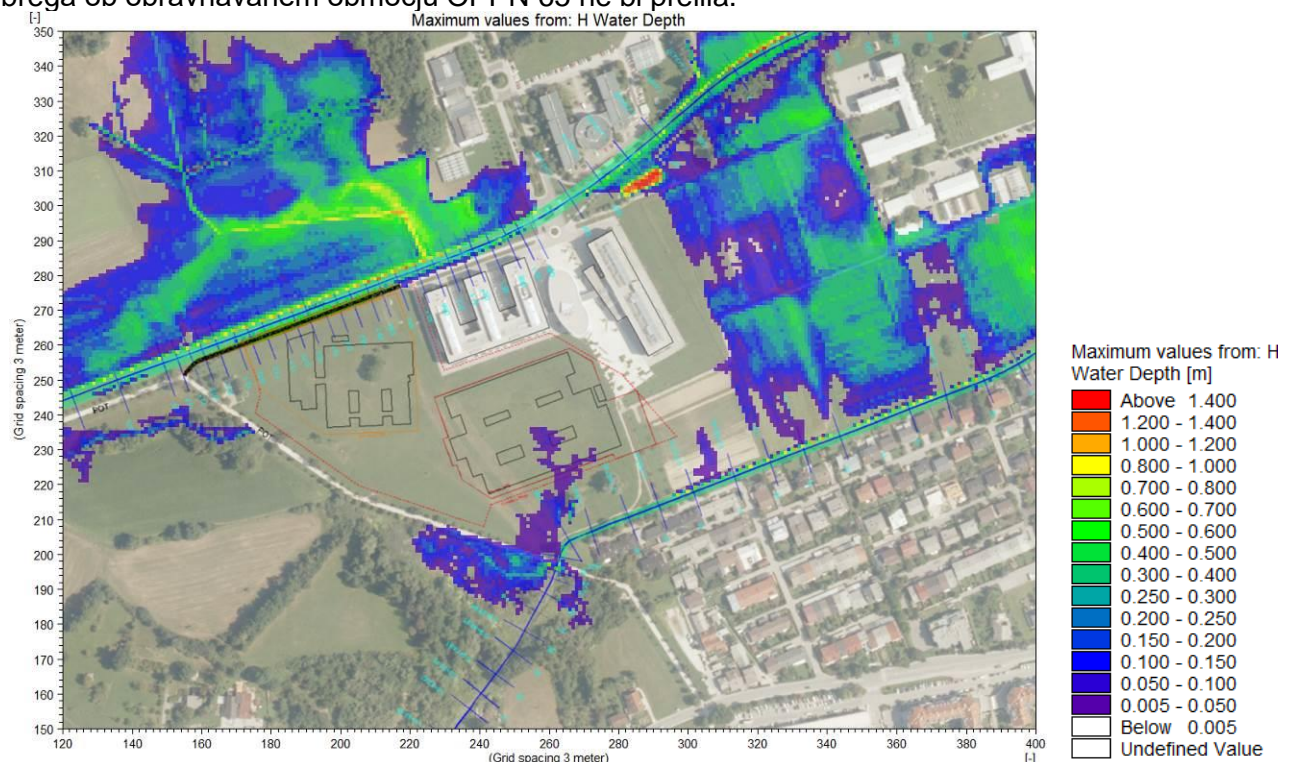 brega ob obravnavanem območju OPPN 65 ne bi prelila.
[-]
Maximum values from: H Water Depth
350
340
330
320
310
300
290
280
270
260
250
240
230
220
210
200
190
180
170
160
150
(Grid spacing 3 meter)
POT
120 140 160 180 200 220 240 260 280 300 320 340 360 380 400
(Grid spacing 3 meter)
[-]
Maximum values from: H
Water Depth [m]
Above 1.400
1.200 - 1.400
1.000 - 1.200
0.800 - 1.000
0.700 - 0.800
0.600 - 0.700
0.500 - 0.600
0.400 - 0.500
0.300 - 0.400
0.250 - 0.300
0.200 - 0.250
0.150 - 0.200
0.100 - 0.150
0.050 - 0.100
0.005 - 0.050
Below 0.005
Undefined Value